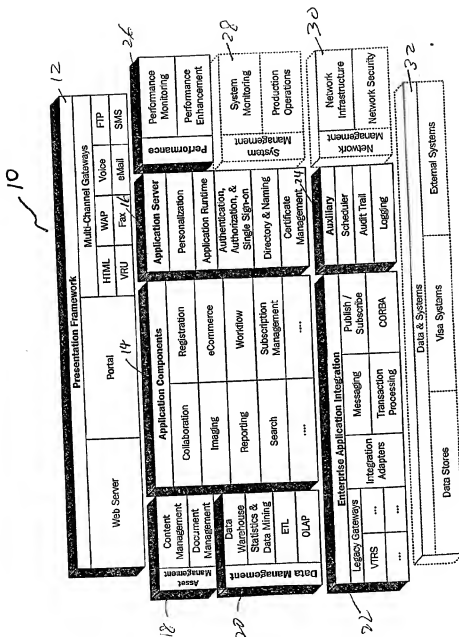 10
12
Presentation Framework
Web Server
Portal
14
Multi-Channel Gateways
HTML
WAP
Voice
FTP
VRU
Fax
16
eMail
SMS
18
Asset
Management
Content
Management
Document
Management
20
Data Management
Data
Warehouse
Statistics &
Data Mining
ETL
OLAP
Application Components
Collaboration
Registration
Imaging
eCommerce
Reporting
Workflow
Search
Subscription
Management
....
....
Application Server
Personalization
Application Runtime
Authentication,
Authorization, &
Single Sign-on
Directory & Naming
Certificate
Management
24
26
Performance
Performance
Monitoring
Performance
Enhancement
28
System
Management
System
Monitoring
Production
Operations
22
Enterprise Application Integration
Legacy Gateways
VTRS
...
...
...
Integration
Adapters
Messaging
Publish /
Subscribe
Transaction
Processing
CORBA
Auxiliary
Scheduler
Audit Trail
Logging
30
Network
Management
Network
Infrastructure
Network Security
32
Data & Systems
Data Stores
Visa Systems
External Systems